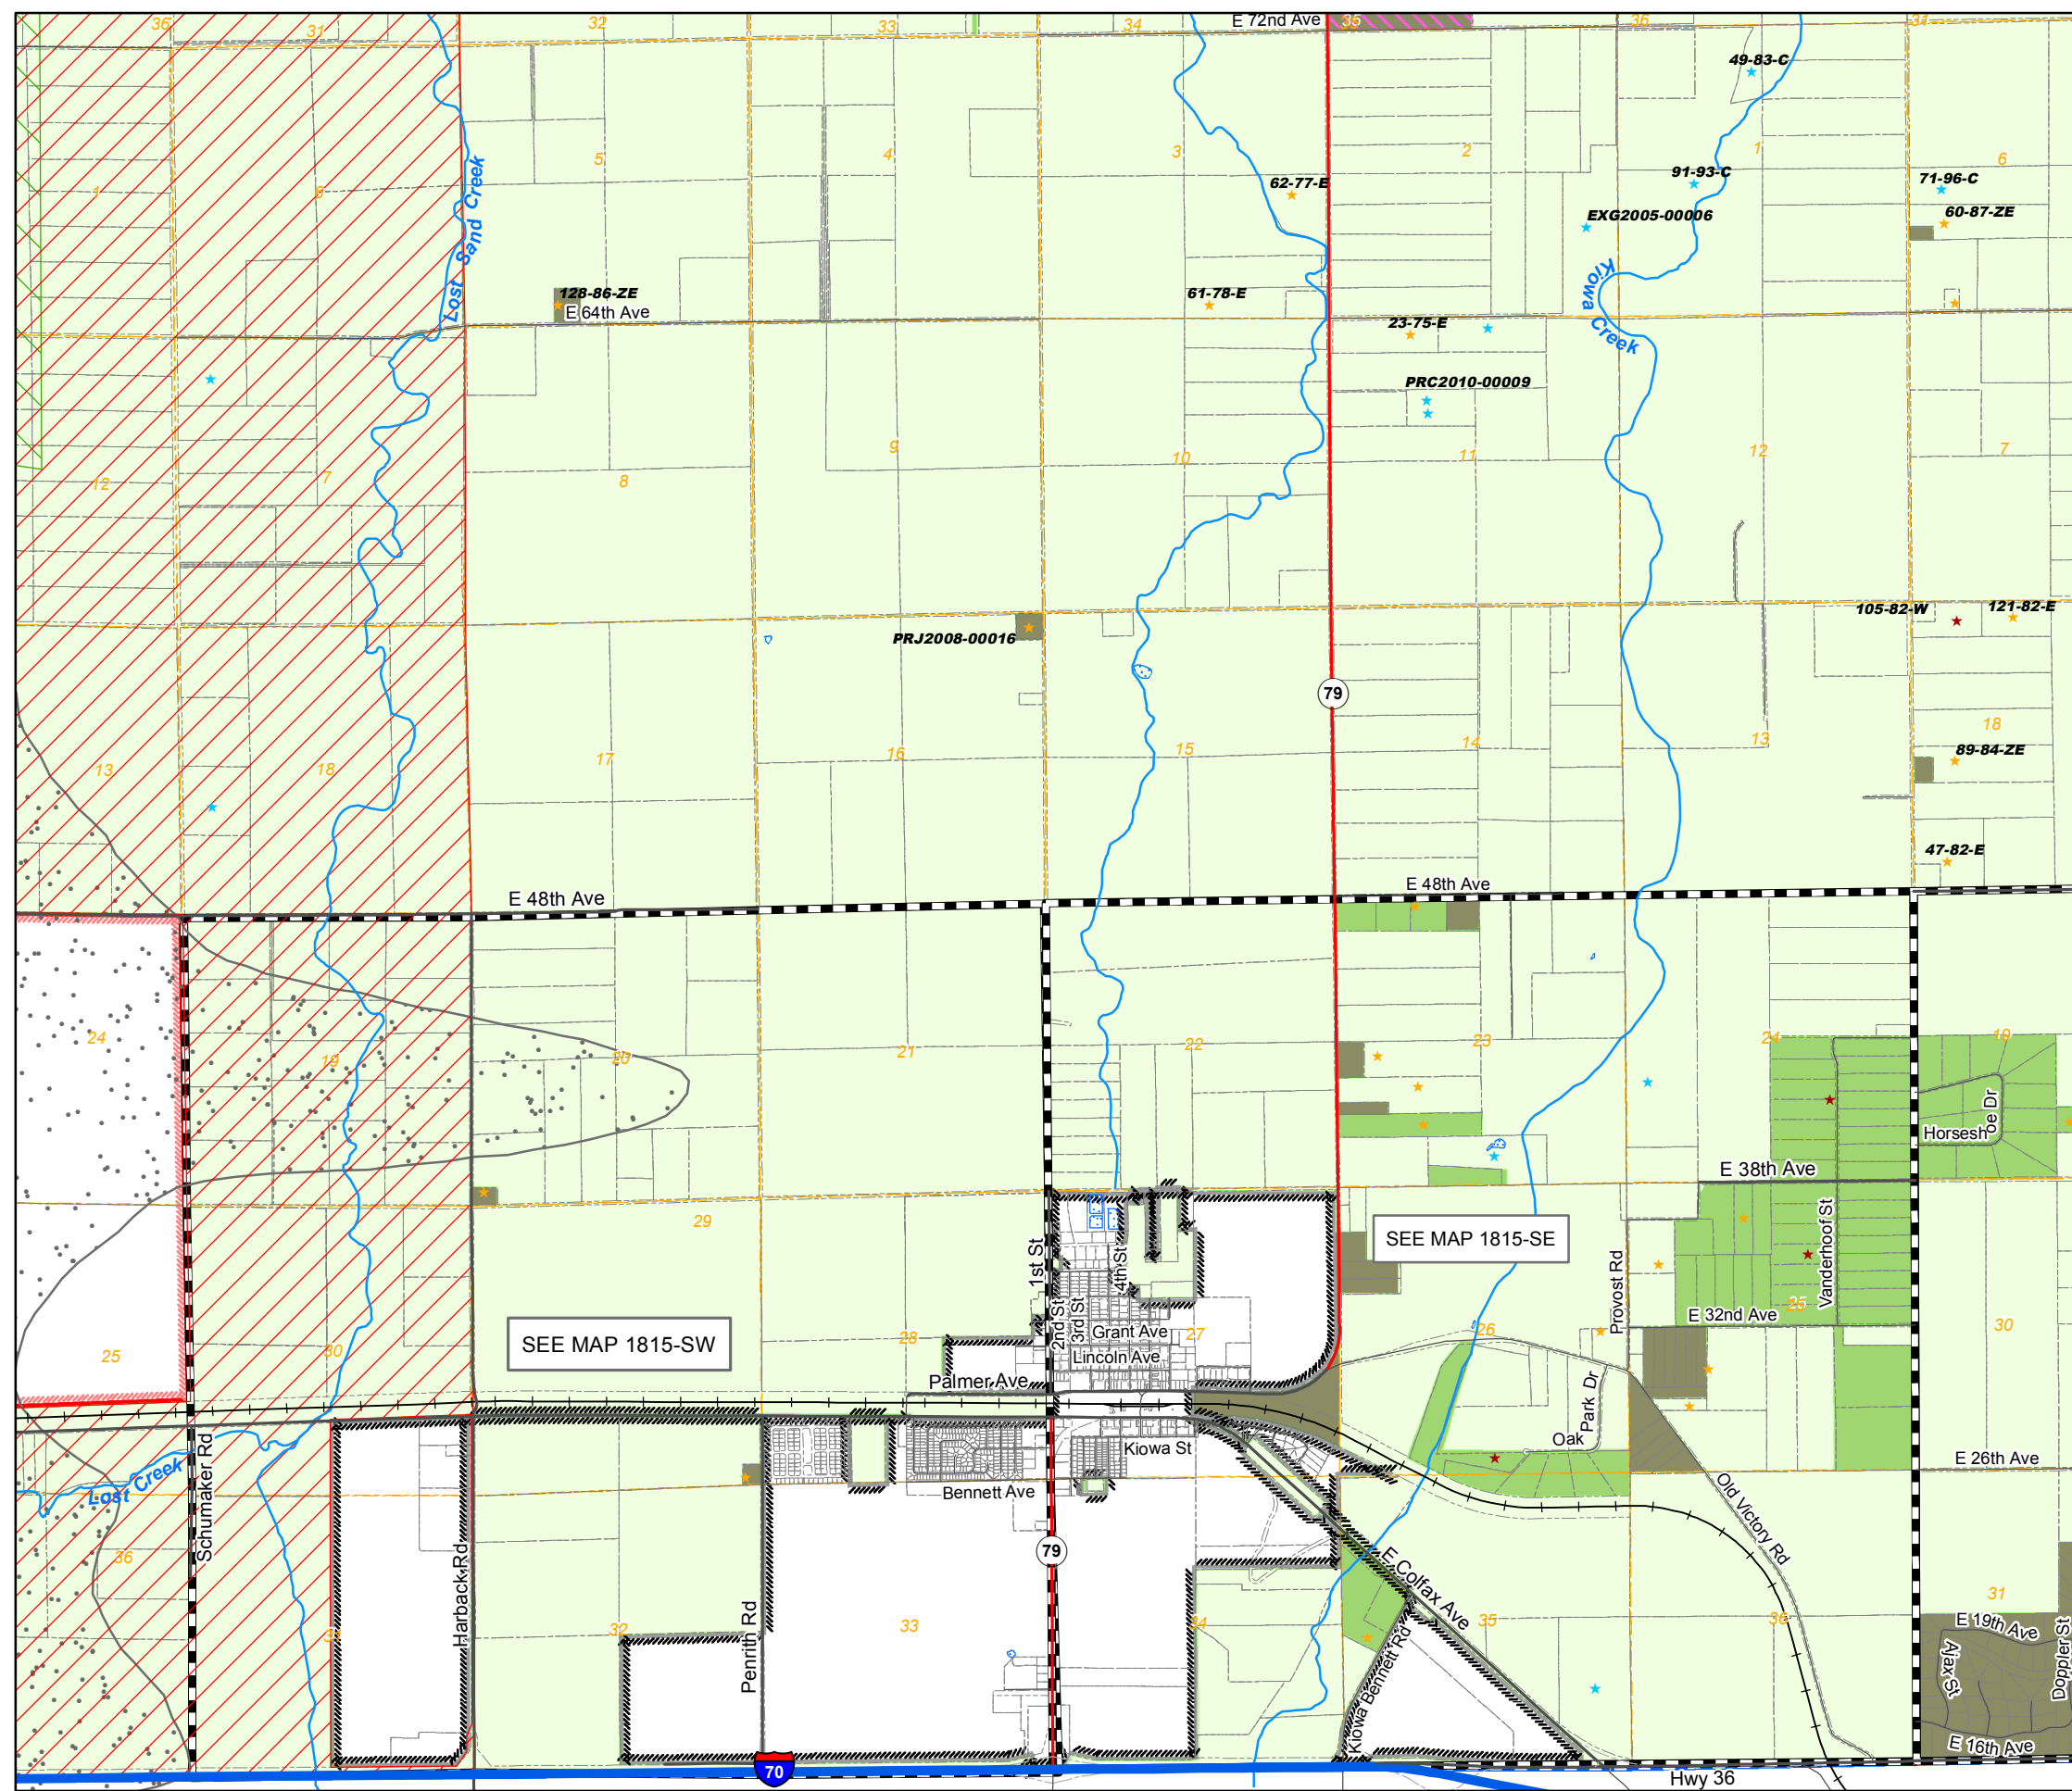 E 72nd Ave
36
31
32
33
34
35
36
31
49-83-C
5
4
3
2
1
6
1
6
91-93-C
71-96-C
62-77-E
60-87-ZE
EXG2005-00006
Lost Sand Creek
Kiowa Creek
128-86-ZE
E 64th Ave
61-78-E
23-75-E
PRC2010-00009
12
7
8
9
10
11
12
7
PRJ2008-00016
105-82-W
121-82-E
79
13
18
17
16
15
14
13
18
89-84-ZE
47-82-E
E 48th Ave
E 48th Ave
24
19
20
21
22
23
24
19
Horseshoe Dr
E 38th Ave
Vanderhoof St
29
SEE MAP 1815-SE
1st St
2nd St
3rd St
4th St
Provost Rd
SEE MAP 1815-SW
25
30
28
Grant Ave
27
Lincoln Ave
26
E 32nd Ave
25
30
Palmer Ave
Oak Park Dr
Kiowa St
Bennett Ave
E 26th Ave
Lost Creek
Schumaker Rd
Old Victory Rd
36
31
Harback Rd
32
Penrith Rd
33
79
34
E Colfax Ave
35
Kiowa Bennett Rd
36
31
E 19th Ave
Ajax St
Doppler St
E 16th Ave
70
Hwy 36